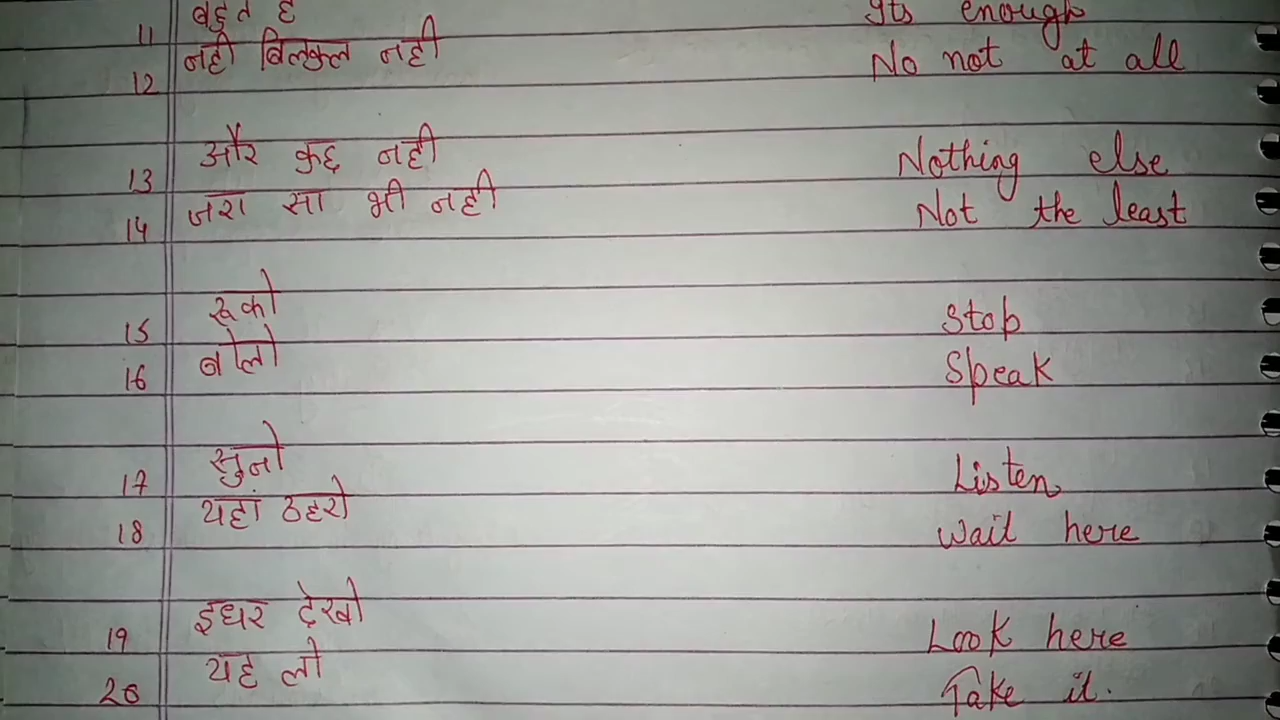 11 बहुत है Its enough
12 नही बिलकुल नही No not at all
13 और कुछ नही Nothing else
14 जरा सा भी नही Not the least
15 रूको Stop
16 बोलो Speak
17 सुनो Listen
18 यहां ठहरो Wait here
19 इधर देखो Look here
20 यह लो Take it.